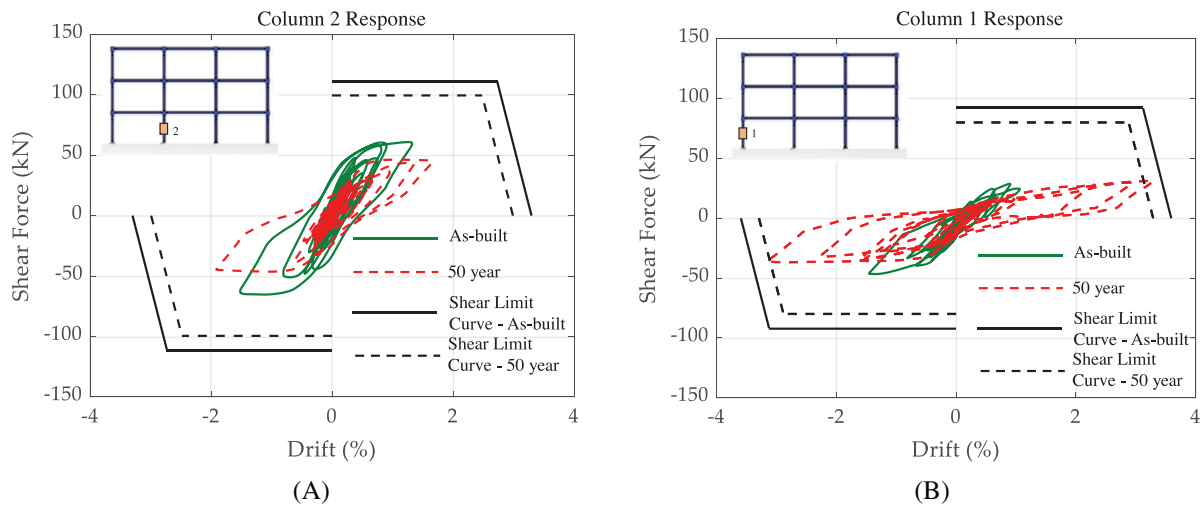 Column 2 Response
150
100
50
0
-50
-100
-150
Shear Force (kN)
2
As-built
50 year
Shear Limit
Curve - As-built
Shear Limit
Curve - 50 year
-4
-2
0
2
4
Drift (%)
(A)
Column 1 Response
150
100
50
0
-50
-100
-150
Shear Force (kN)
1
As-built
50 year
Shear Limit
Curve - As-built
Shear Limit
Curve - 50 year
-4
-2
0
2
4
Drift (%)
(B)